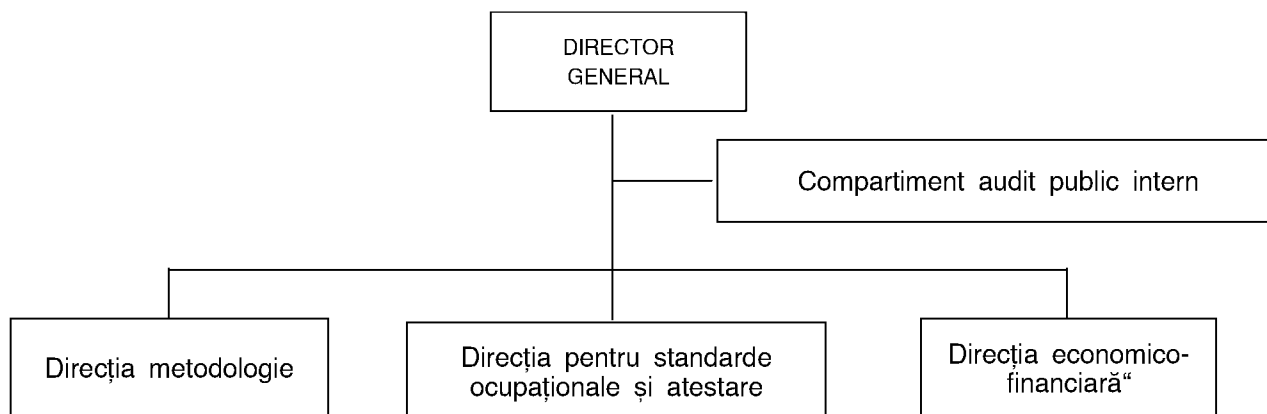 DIRECTOR
GENERAL
Compartiment audit public intern
Direcția metodologie
Direcția pentru standarde
ocupaționale și atestare
Direcția economico-
financiară“